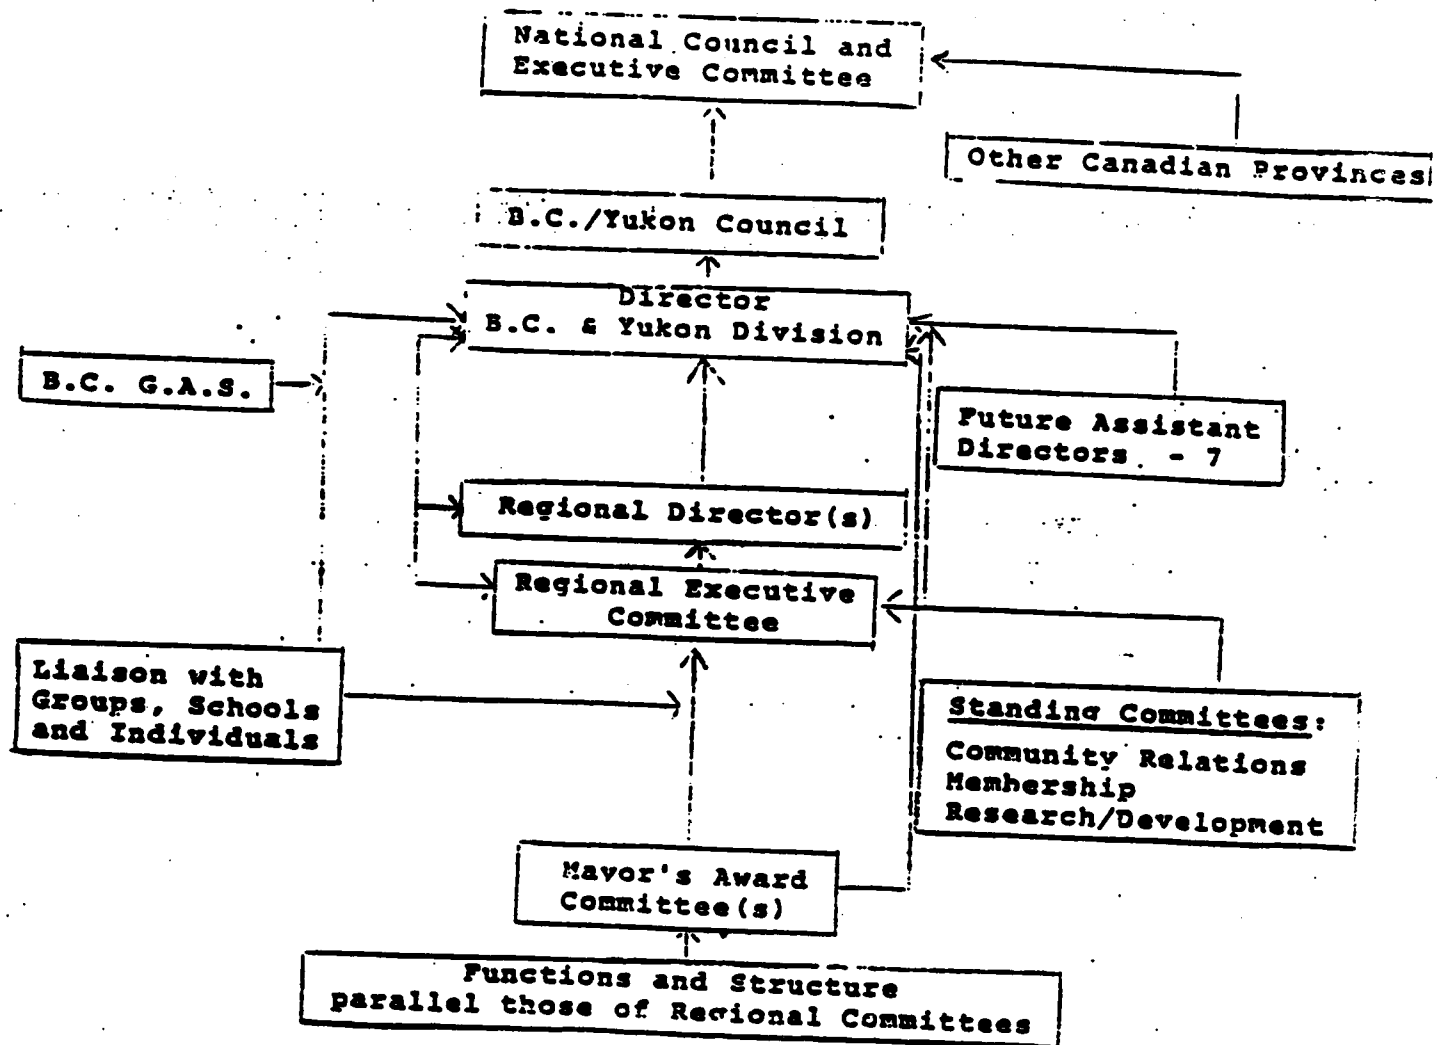 National Council and
Executive Committee
Other Canadian Provinces
B.C./Yukon Council
Director
B.C. & Yukon Division
B.C. G.A.S.
Future Assistant
Directors. - 7
Regional Director(s)
Regional Executive
Committee
Liaison with
Groups, Schools
and Individuals
Standing Committees:
Community Relations
Membership
Research/Development
Mayor's Award
Committee(s)
Functions and Structure
parallel those of Regional Committees